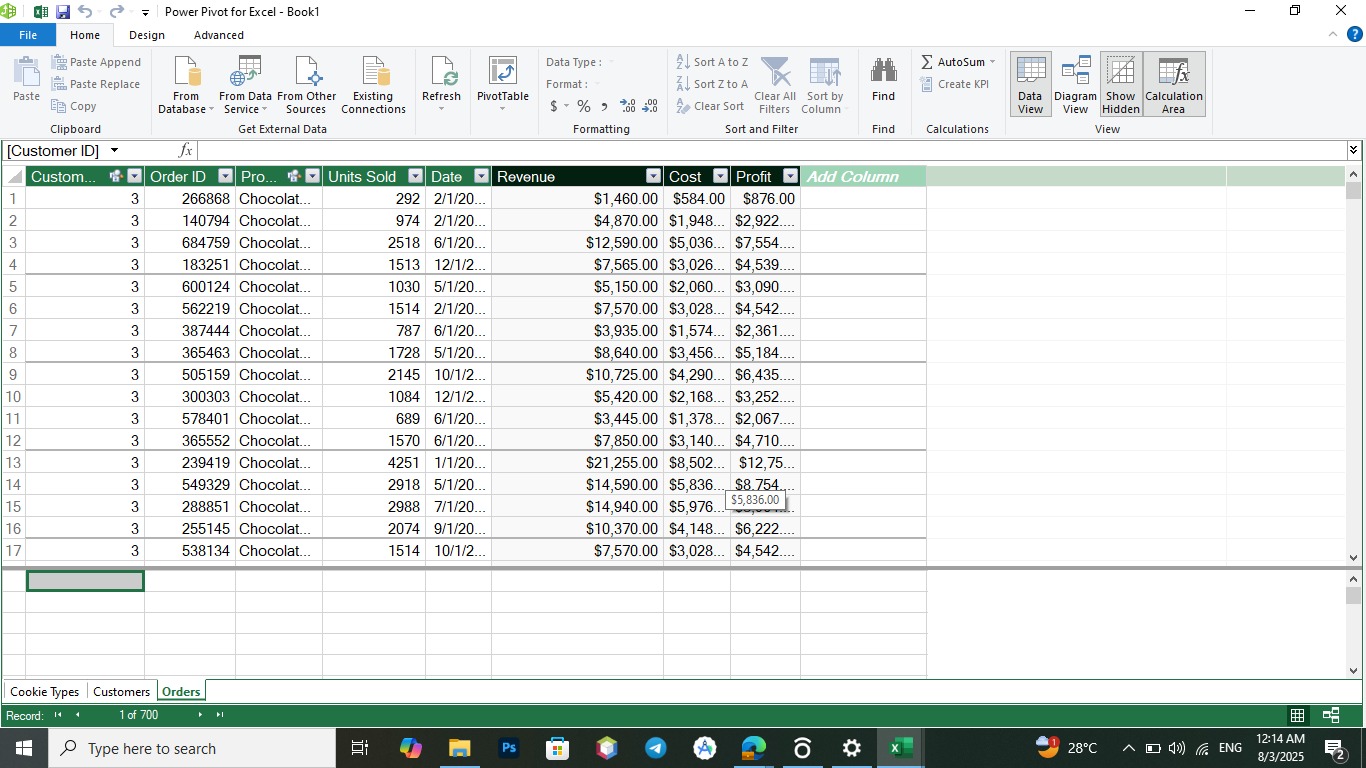 Power Pivot for Excel - Book1
File Home Design Advanced
Paste
Paste Append
Paste Replace
Copy
Clipboard
From Database
From Data Service
From Other Sources
Existing Connections
Get External Data
Refresh
PivotTable
Data Type :
Format :
$ % ,
Formatting
Sort A to Z
Sort Z to A
Clear Sort
Clear All Filters
Sort by Column
Sort and Filter
Find
Find
AutoSum
Create KPI
Calculations
Data View
Diagram View
Show Hidden
Calculation Area
View
[Customer ID] fx
Custom... Order ID Pro... Units Sold Date Revenue Cost Profit Add Column
1 3 266868 Chocolat... 292 2/1/20... $1,460.00 $584.00 $876.00
2 3 140794 Chocolat... 974 2/1/20... $4,870.00 $1,948... $2,922....
3 3 684759 Chocolat... 2518 6/1/20... $12,590.00 $5,036... $7,554....
4 3 183251 Chocolat... 1513 12/1/2... $7,565.00 $3,026... $4,539....
5 3 600124 Chocolat... 1030 5/1/20... $5,150.00 $2,060... $3,090....
6 3 562219 Chocolat... 1514 2/1/20... $7,570.00 $3,028... $4,542....
7 3 387444 Chocolat... 787 6/1/20... $3,935.00 $1,574... $2,361....
8 3 365463 Chocolat... 1728 5/1/20... $8,640.00 $3,456... $5,184....
9 3 505159 Chocolat... 2145 10/1/2... $10,725.00 $4,290... $6,435....
10 3 300303 Chocolat... 1084 12/1/2... $5,420.00 $2,168... $3,252....
11 3 578401 Chocolat... 689 6/1/20... $3,445.00 $1,378... $2,067....
12 3 365552 Chocolat... 1570 6/1/20... $7,850.00 $3,140... $4,710....
13 3 239419 Chocolat... 4251 1/1/20... $21,255.00 $8,502... $12,75...
14 3 549329 Chocolat... 2918 5/1/20... $14,590.00 $5,836... $8,754....
$5,836.00
15 3 288851 Chocolat... 2988 7/1/20... $14,940.00 $5,976...
16 3 255145 Chocolat... 2074 9/1/20... $10,370.00 $4,148... $6,222....
17 3 538134 Chocolat... 1514 10/1/2... $7,570.00 $3,028... $4,542....
Cookie Types Customers Orders
Record: 1 of 700
Type here to search
Ps
28°C
ENG
12:14 AM
8/3/2025
2